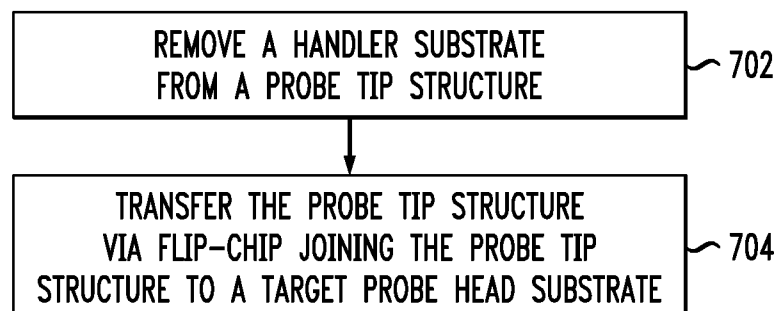 REMOVE A HANDLER SUBSTRATE
FROM A PROBE TIP STRUCTURE
702
TRANSFER THE PROBE TIP STRUCTURE
VIA FLIP-CHIP JOINING THE PROBE TIP
STRUCTURE TO A TARGET PROBE HEAD SUBSTRATE
704